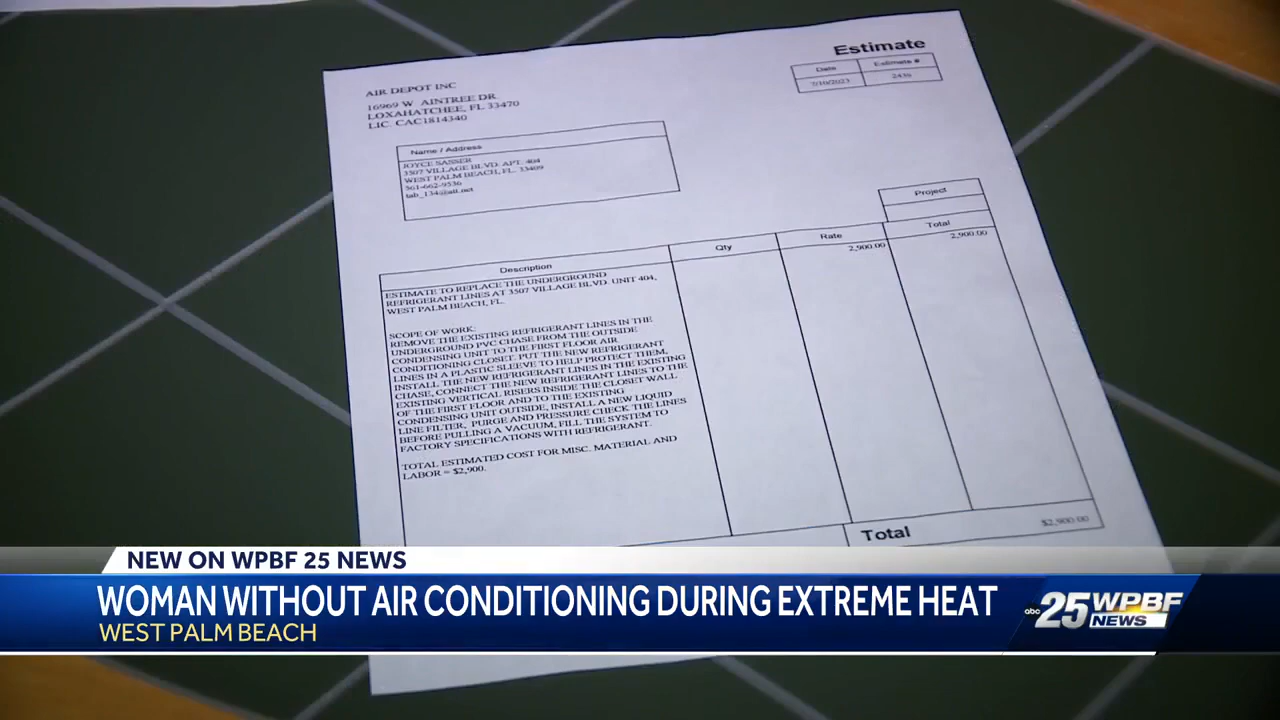 Estimate
Date
Estimate #
7/10/2023
AIR DEPOT INC
16969 W AINTREE DR.
LOXAHATCHEE, FL 33470
LIC. CAC1814340
Name / Address
JOYCE SASSER
3507 VILLAGE BLVD. APT. 404
WEST PALM BEACH, FL. 33409
561-662-9536
Project
Description
Qty
Rate
Total
ESTIMATE TO REPLACE THE UNDERGROUND
REFRIGERANT LINES AT 3507 VILLAGE BLVD. UNIT 404,
WEST PALM BEACH, FL.
2,900.00
2,900.00
SCOPE OF WORK:
REMOVE THE EXISTING REFRIGERANT LINES IN THE
UNDERGROUND PVC CHASE FROM THE OUTSIDE
CONDENSING UNIT TO THE FIRST FLOOR AIR
CONDITIONING CLOSET. PUT THE NEW REFRIGERANT
LINES IN A PLASTIC SLEEVE TO HELP PROTECT THEM,
INSTALL THE NEW REFRIGERANT LINES IN THE EXISTING
CHASE, CONNECT THE NEW REFRIGERANT LINES TO THE
EXISTING VERTICAL RISERS INSIDE THE CLOSET WALL
OF THE FIRST FLOOR AND TO THE EXISTING
CONDENSING UNIT OUTSIDE, INSTALL A NEW LIQUID
LINE FILTER, PURGE AND PRESSURE CHECK THE LINES
BEFORE PULLING A VACUUM, FILL THE SYSTEM TO
FACTORY SPECIFICATIONS WITH REFRIGERANT.
TOTAL ESTIMATED COST FOR MISC. MATERIAL AND
LABOR = $2,900.
Total
$2,900.00
NEW ON WPBF 25 NEWS
WOMAN WITHOUT AIR CONDITIONING DURING EXTREME HEAT
WEST PALM BEACH
abc 25 WPBF
NEWS